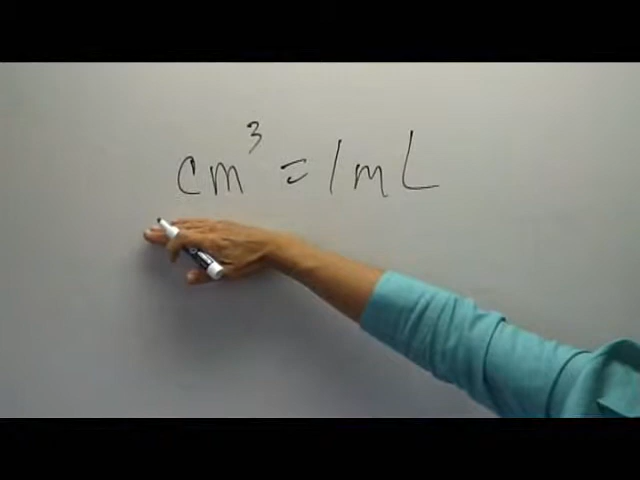 cm³ = 1mL